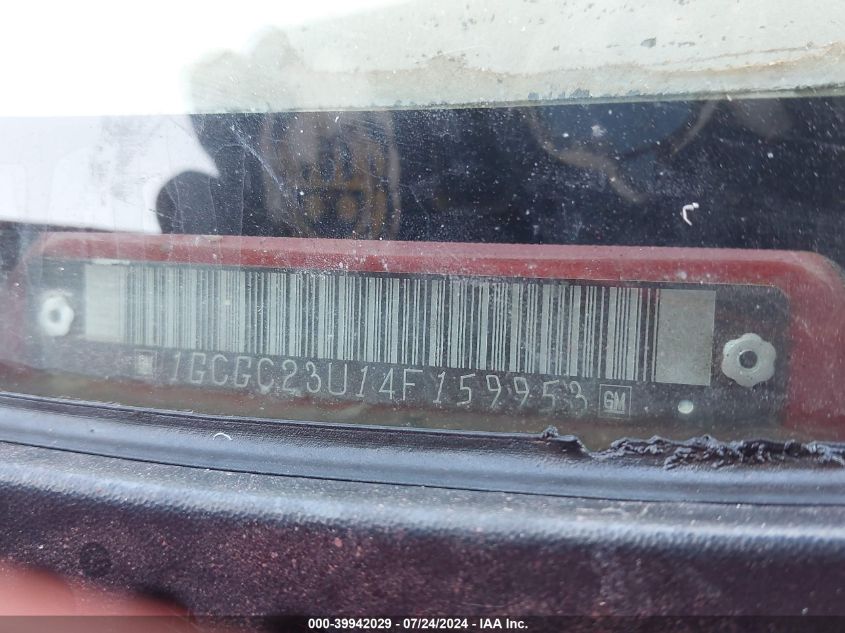 1GCGC23U14F159953 GM
000-39942029 / 07/24/2024 - IAA Inc.